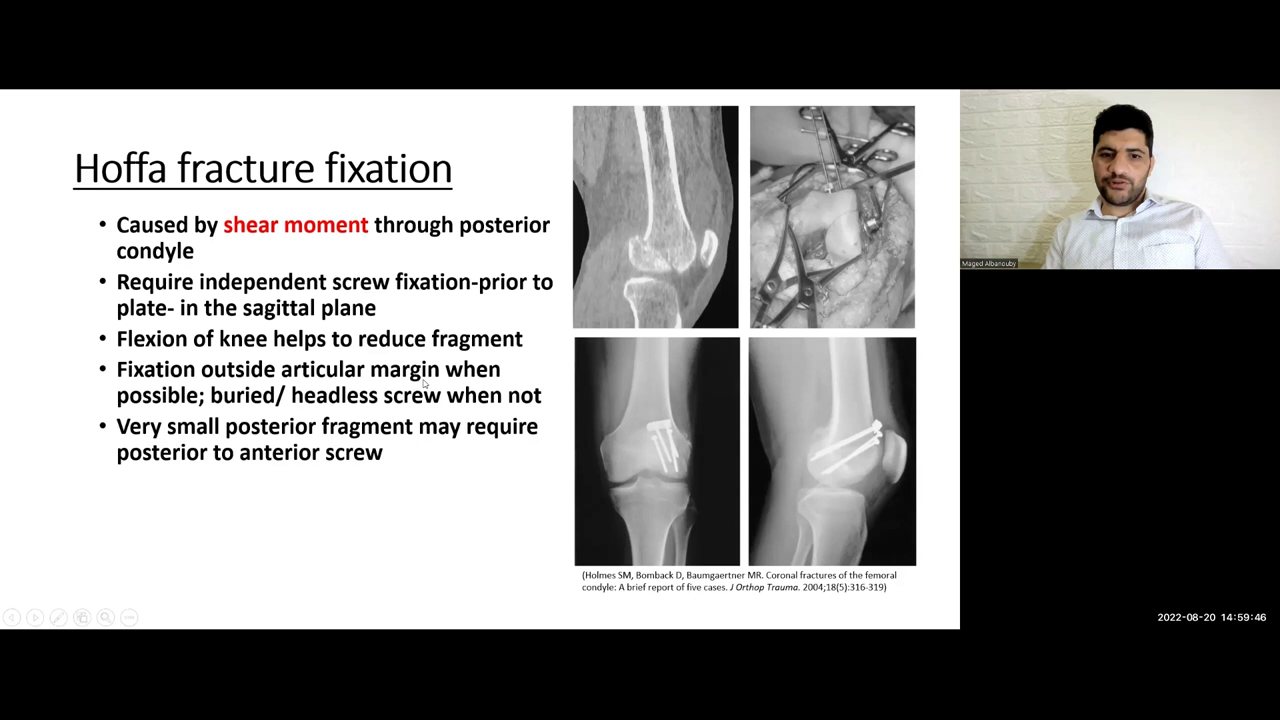 Hoffa fracture fixation
• Caused by shear moment through posterior
condyle
• Require independent screw fixation-prior to
plate- in the sagittal plane
• Flexion of knee helps to reduce fragment
• Fixation outside articular margin when
possible; buried/ headless screw when not
• Very small posterior fragment may require
posterior to anterior screw
(Holmes SM, Bomback D, Baumgaertner MR. Coronal fractures of the femoral
condyle: A brief report of five cases. J Orthop Trauma. 2004;18(5):316-319)
Maged Albanouby
2022-08-20 14:59:46